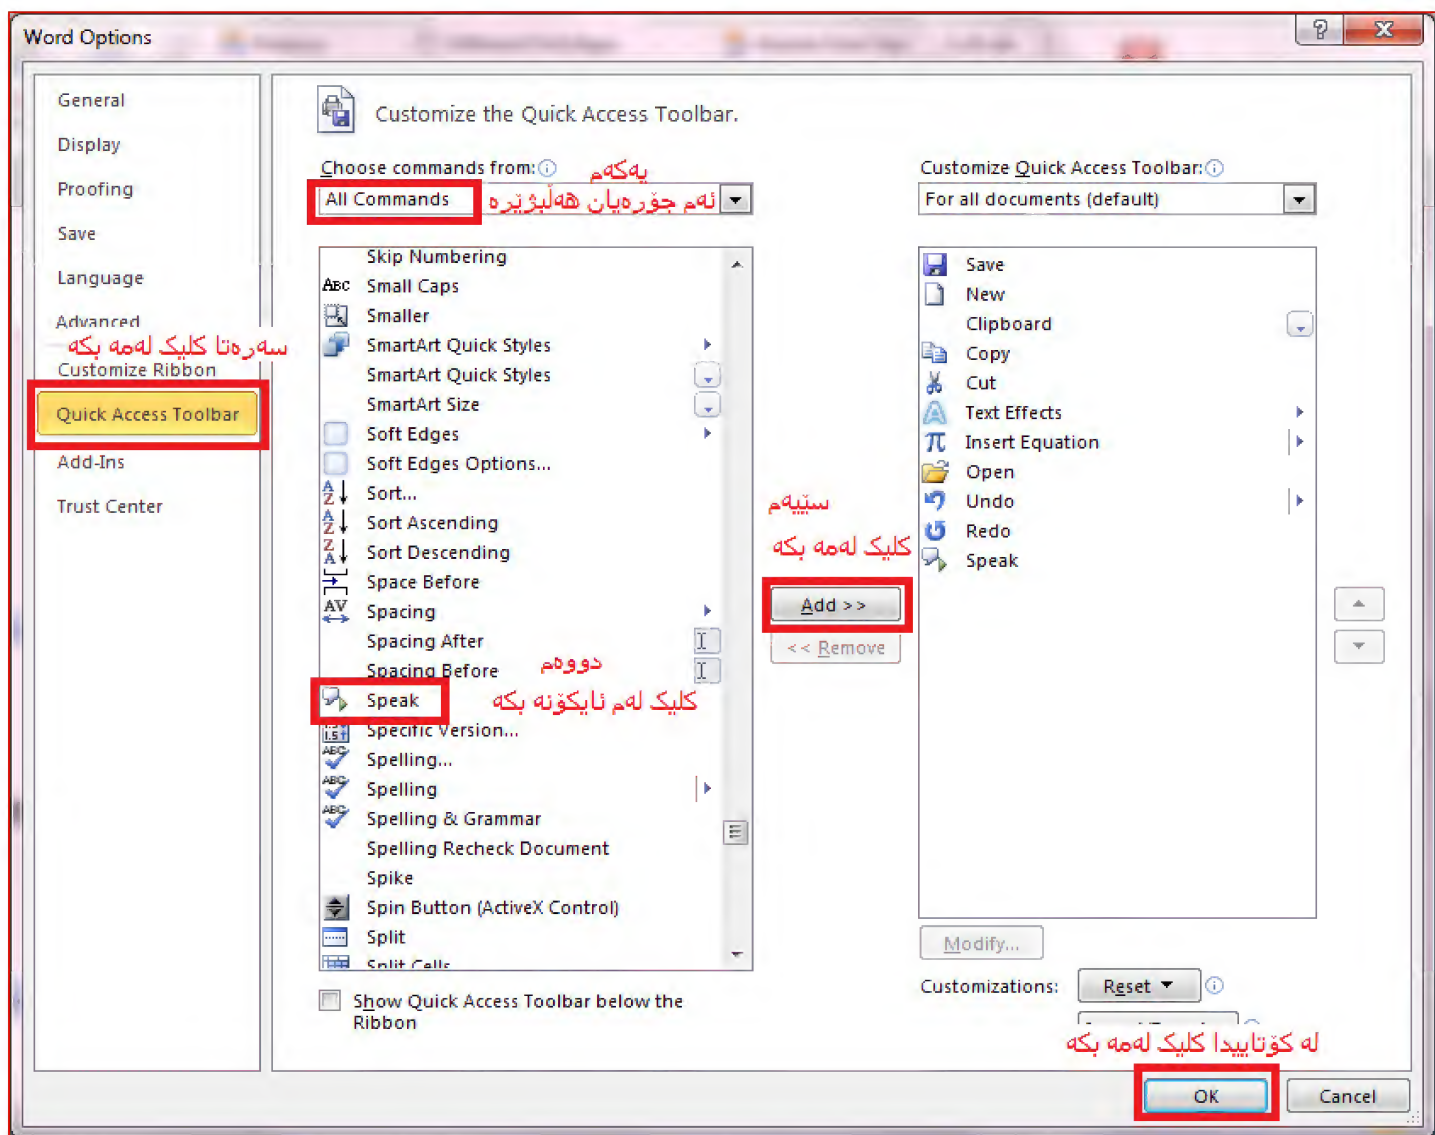 Word Options
General
Display
Proofing
Save
Language
Advanced
سەرەتا کلیک لەمە بکە
Customize Ribbon
Quick Access Toolbar
Add-Ins
Trust Center
Customize the Quick Access Toolbar.
Choose commands from:
یەکەم
All Commands
ئەم جۆرەیان هەڵبژێرە
Skip Numbering
ABC Small Caps
Smaller
SmartArt Quick Styles
SmartArt Quick Styles
SmartArt Size
Soft Edges
Soft Edges Options...
Sort...
Sort Ascending
Sort Descending
Space Before
Spacing
Spacing After
Spacing Before
دووەم
Speak
کلیک لەم ئایکۆنە بکە
Specific Version...
Spelling...
Spelling
Spelling & Grammar
Spelling Recheck Document
Spike
Spin Button (ActiveX Control)
Split
Split Cells
Show Quick Access Toolbar below the
Ribbon
سێیەم
کلیک لەمە بکە
Add >>
<< Remove
Customize Quick Access Toolbar:
For all documents (default)
Save
New
Clipboard
Copy
Cut
Text Effects
Insert Equation
Open
Undo
Redo
Speak
Modify...
Customizations:
Reset
لە کۆتاییدا کلیک لەمە بکە
OK
Cancel